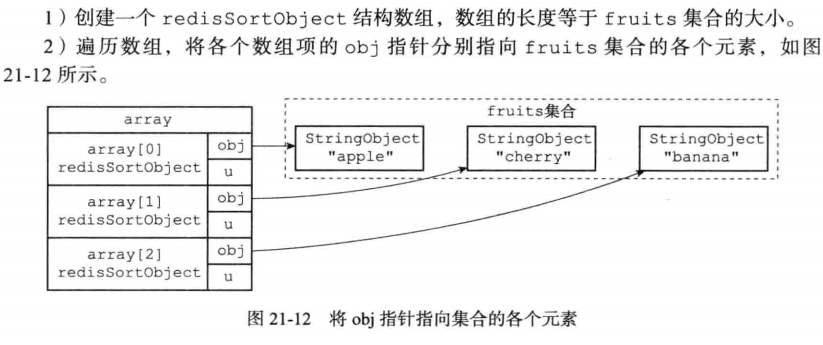 1）创建一个 redisSortObject 结构数组，数组的长度等于 fruits 集合的大小。
2）遍历数组，将各个数组项的 obj 指针分别指向 fruits 集合的各个元素，如图
21-12 所示。
fruits集合
array
StringObject
"apple"
StringObject
"cherry"
StringObject
"banana"
array[0]
redisSortObject
obj
u
array[1]
redisSortObject
obj
u
array[2]
redisSortObject
obj
u
图 21-12 将 obj 指针指向集合的各个元素